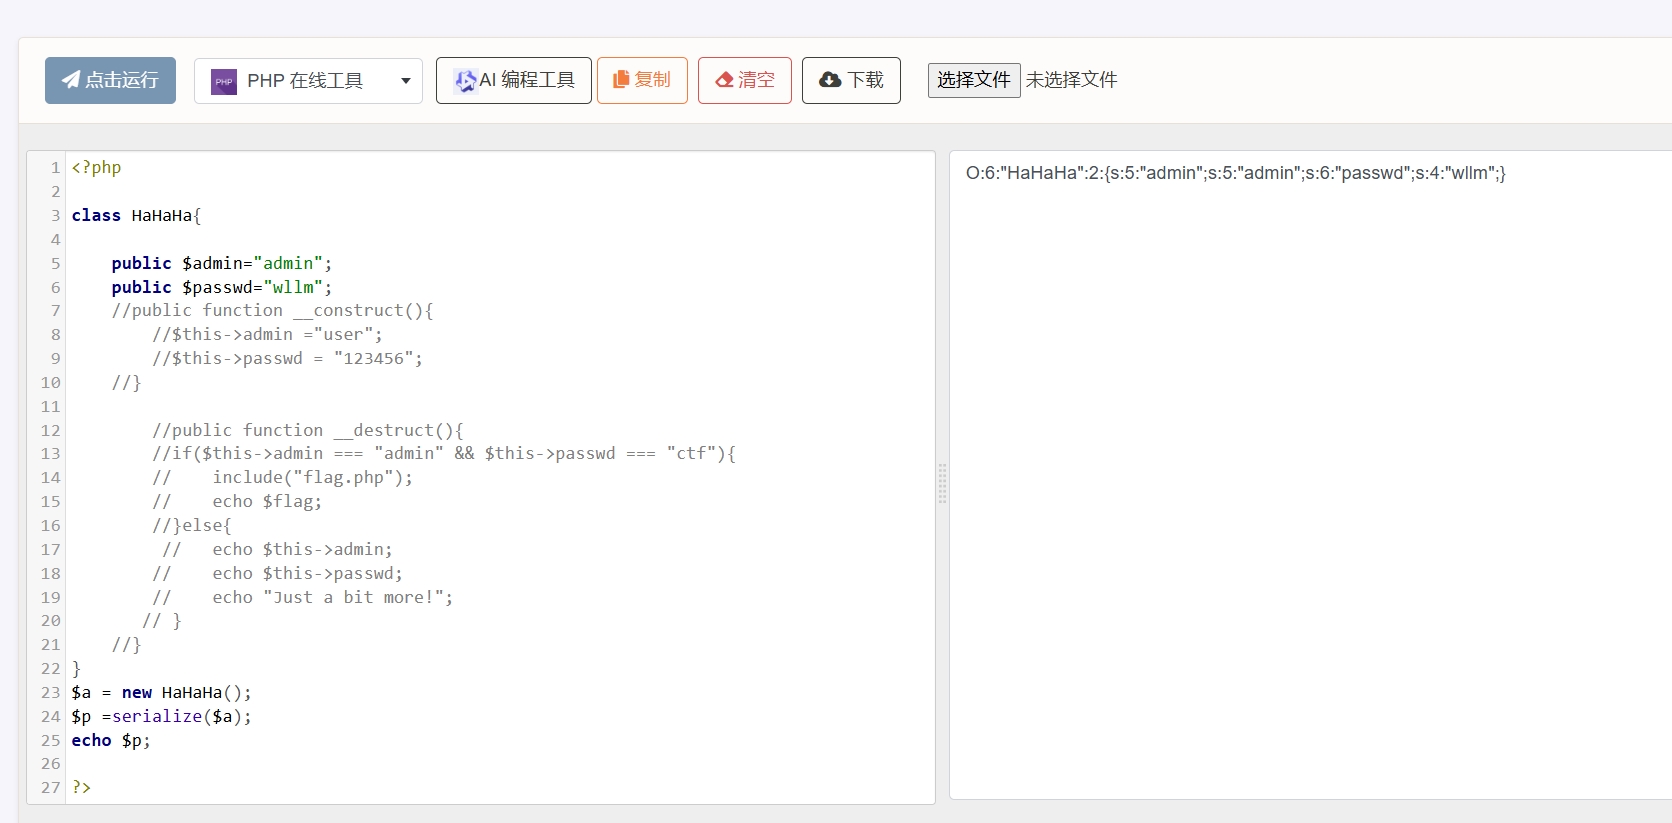 点击运行 PHP PHP 在线工具 AI 编程工具 复制 清空 下载 选择文件 未选择文件
1 <?php
2
3 class HaHaHa{
4
5     public $admin="admin";
6     public $passwd="wllm";
7     //public function __construct(){
8         //$this->admin ="user";
9         //$this->passwd = "123456";
10     //}
11
12         //public function __destruct(){
13         //if($this->admin === "admin" && $this->passwd === "ctf"){
14         //    include("flag.php");
15         //    echo $flag;
16         //}else{
17          //   echo $this->admin;
18         //    echo $this->passwd;
19         //    echo "Just a bit more!";
20        // }
21     //}
22 }
23 $a = new HaHaHa();
24 $p =serialize($a);
25 echo $p;
26
27 ?>
O:6:"HaHaHa":2:{s:5:"admin";s:5:"admin";s:6:"passwd";s:4:"wllm";}